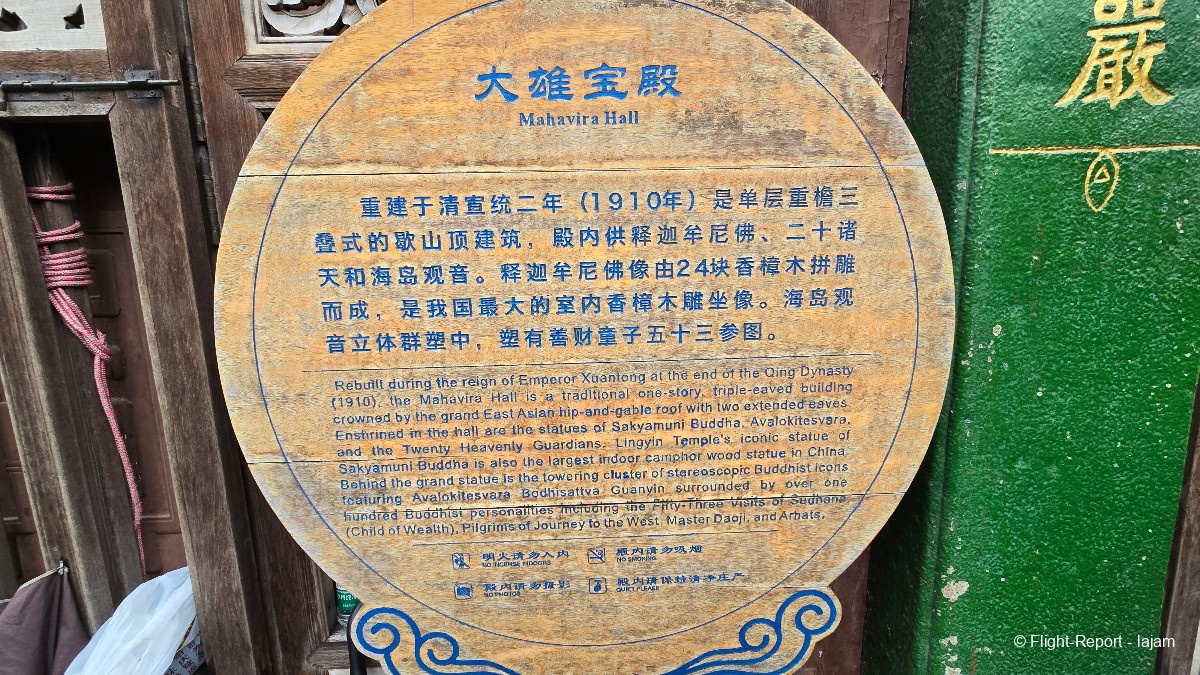 大雄宝殿
Mahavira Hall
重建于清宣统二年（1910年）是单层重檐三
叠式的歇山顶建筑，殿内供释迦牟尼佛、二十诸
天和海岛观音。释迦牟尼佛像由24块香樟木拼雕
而成，是我国最大的室内香樟木雕坐像。海岛观
音立体群塑中，塑有善财童子五十三参图。
Rebuilt during the reign of Emperor Xuantong at the end of the Qing Dynasty
(1910), the Mahavira Hall is a traditional one-story, triple-eaved building
crowned by the grand East Asian hip-and-gable roof with two extended eaves.
Enshrined in the hall are the statues of Sakyamuni Buddha, Avalokitesvara,
and the Twenty Heavenly Guardians. Lingyin Temple's iconic statue of
Sakyamuni Buddha is also the largest indoor camphor wood statue in China.
Behind the grand statue is the towering cluster of stereoscopic Buddhist icons
featuring Avalokitesvara Bodhisattva Guanyin surrounded by over one
hundred Buddhist personalities including the Fifty-Three Visits of Sudhana
(Child of Wealth), Pilgrims of Journey to the West, Master Daoji, and Arhats.
明火请勿入内
NO INCENSE INDOORS
殿内请勿吸烟
NO SMOKING
殿内请勿摄影
NO PHOTOS
殿内请保持清净庄严
QUIET PLEASE
嚴
© Flight-Report - lajam